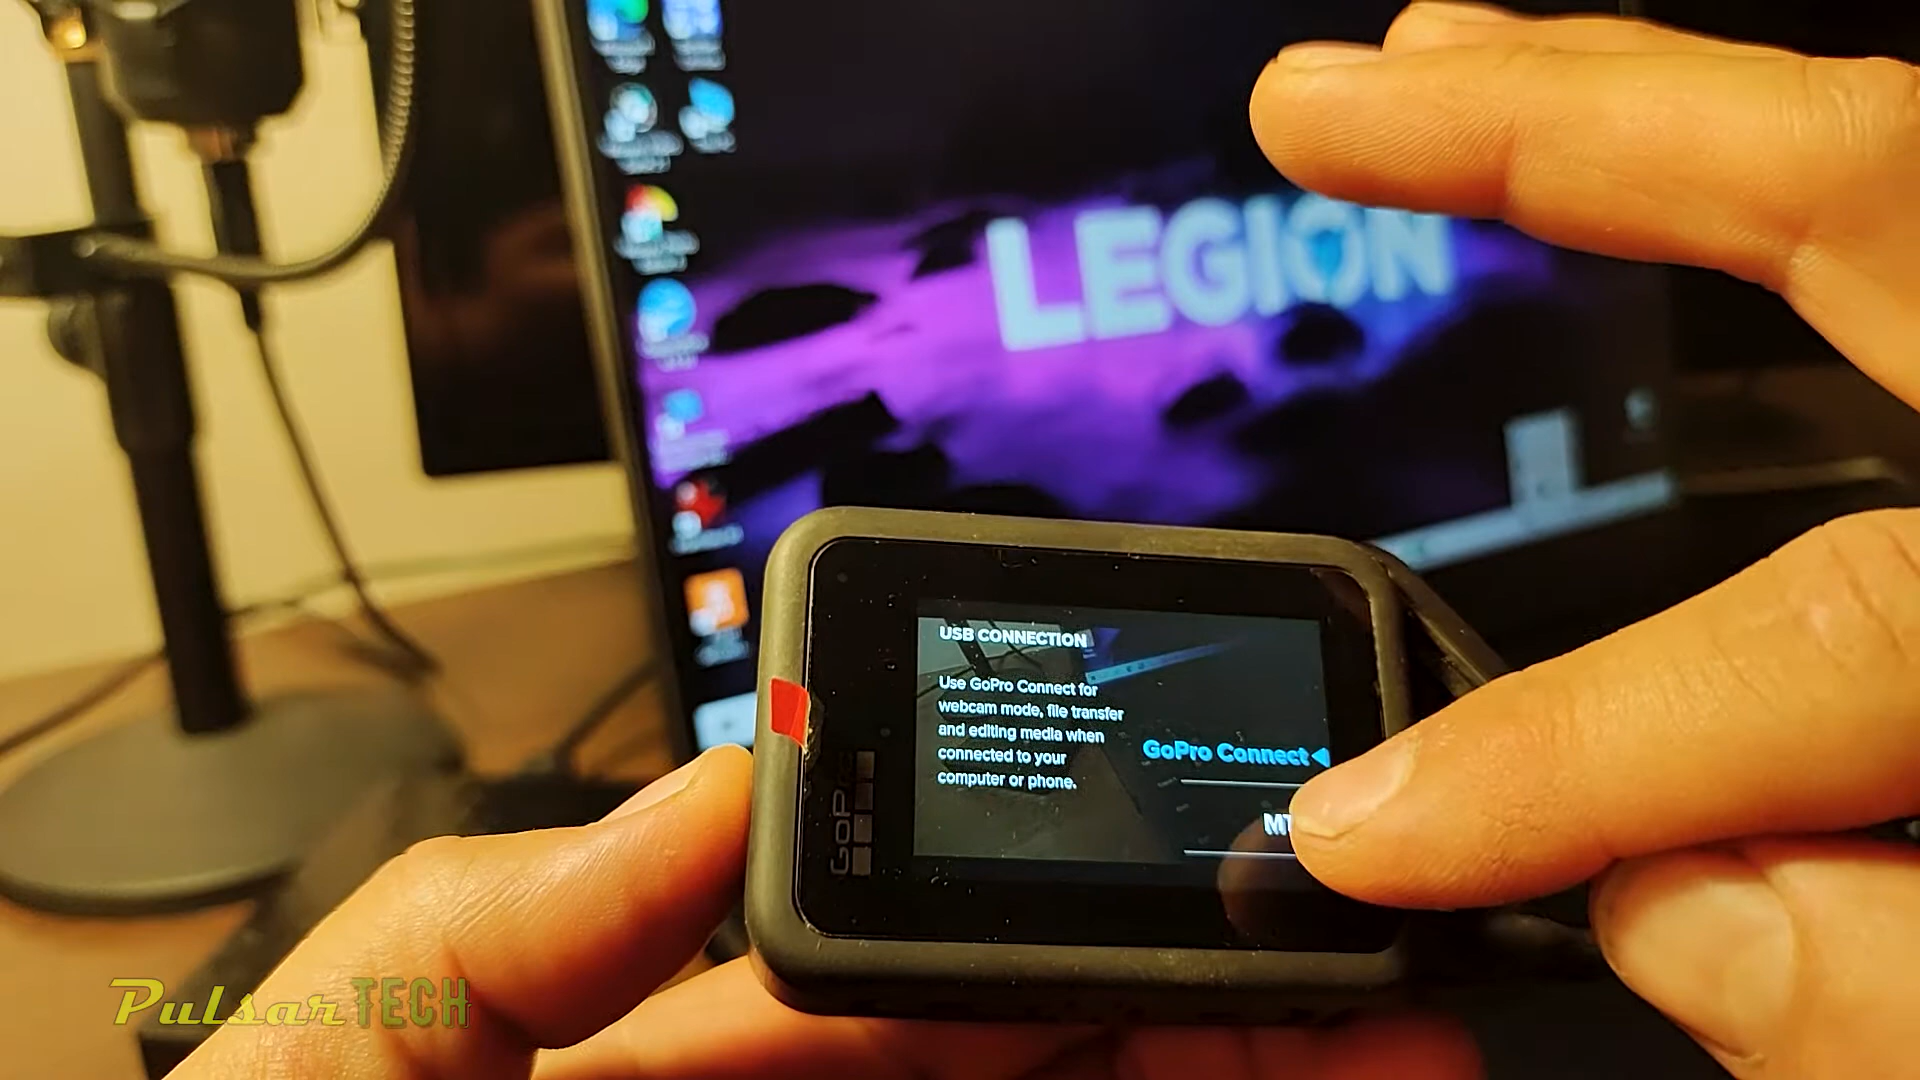 LEGION
USB CONNECTION
Use GoPro Connect for
webcam mode, file transfer
and editing media when
connected to your
computer or phone.
GoPro Connect
MT
GoPro
PulsarTECH